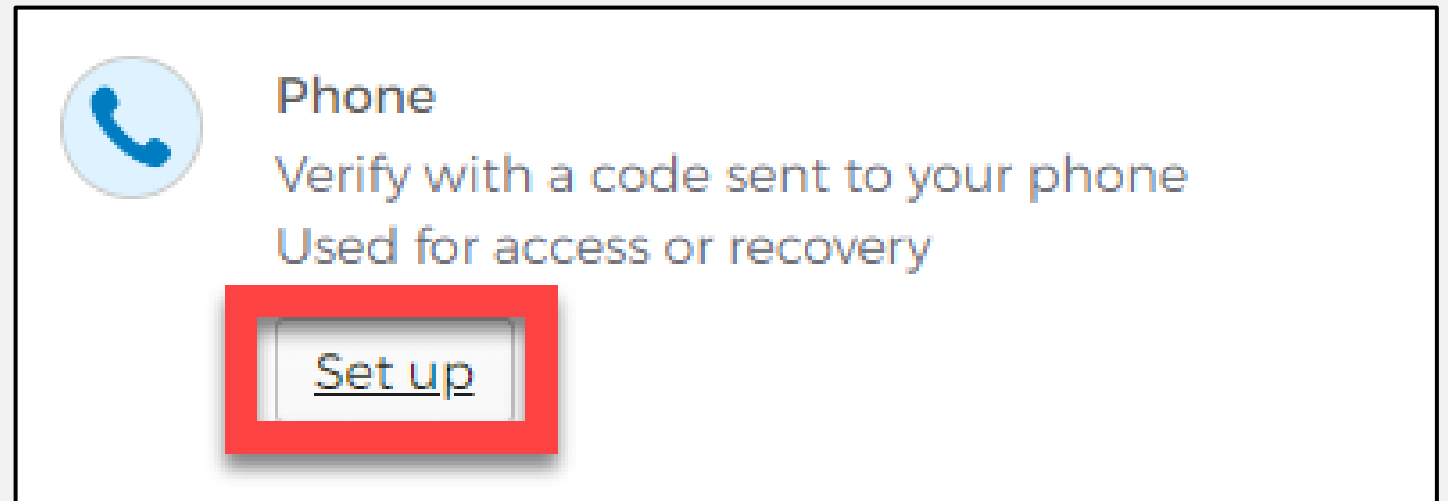 Phone
Verify with a code sent to your phone
Used for access or recovery
Set up